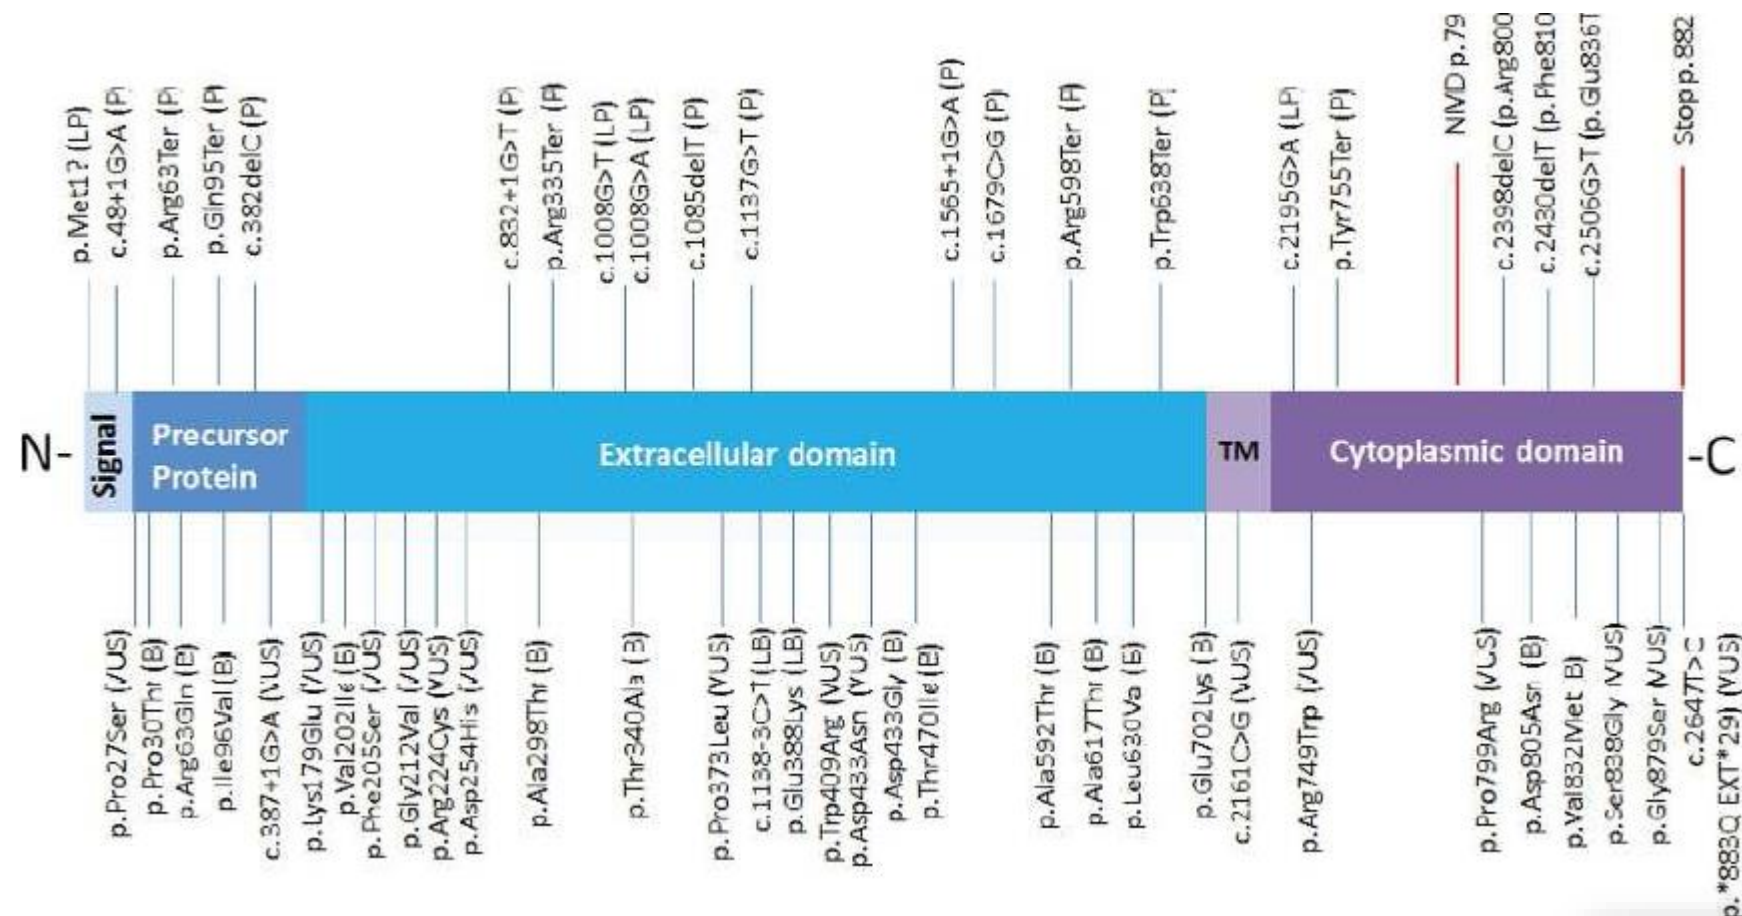 p.Met1? (LP)
c.48+1G>A (P)
p.Arg63Ter (P)
p.Gln95Ter (P)
c.382delC (P)
c.832+1G>T (P)
p.Arg335Ter (P)
c.1008G>T (LP)
c.1008G>A (LP)
c.1085delT (P)
c.1137G>T (P)
c.1565+1G>A (P)
c.1679C>G (P)
p.Arg598Ter (P)
p.Trp638Ter (P)
c.2195G>A (LP)
p.Tyr755Ter (P)
NMD p.79
c.2398delC (p.Arg800
c.2430delT (p.Phe810
c.2506G>T (p.Glu836T
Stop p.882
N-
Signal
Precursor
Protein
Extracellular domain
TM
Cytoplasmic domain
-C
p.Pro27Ser (VUS)
p.Pro30Thr (B)
p.Arg63Gln (B)
p.Ile96Val (B)
c.387+1G>A (VUS)
p.Lys179Glu (VUS)
p.Val202Ile (B)
p.Phe205Ser (VUS)
p.Gly212Val (VUS)
p.Arg224Cys (VUS)
p.Asp254His (VUS)
p.Ala298Thr (B)
p.Thr340Ala (B)
p.Pro373Leu (VUS)
c.1138-3C>T (LB)
p.Glu388Lys (LB)
p.Trp409Arg (VUS)
p.Asp433Asn (VUS)
p.Asp433Gly (B)
p.Thr470Ile (B)
p.Ala592Thr (B)
p.Ala617Thr (B)
p.Leu630Va (B)
p.Glu702Lys (B)
c.2161C>G (VUS)
p.Arg749Trp (VUS)
p.Pro799Arg (VUS)
p.Asp805Asn (B)
p.Val832Met B)
p.Ser838Gly VUS)
p.Gly879Ser VUS)
c.2647T>C
p. *883Q EXT*29) (VUS)